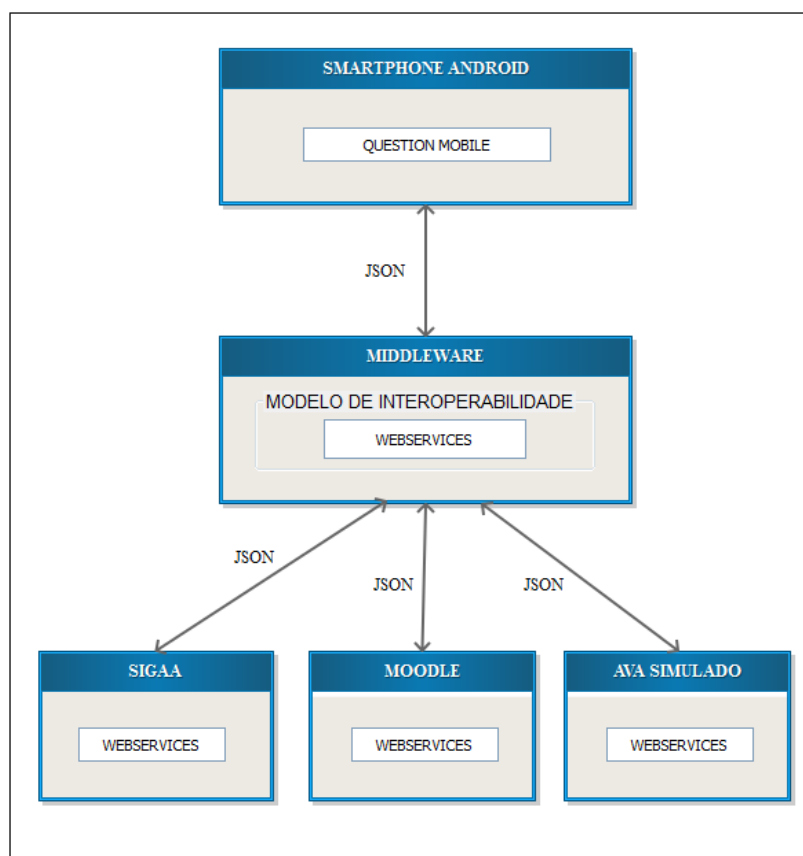 SMARTPHONE ANDROID
QUESTION MOBILE
JSON
MIDDLEWARE
MODELO DE INTEROPERABILIDADE
WEBSERVICES
JSON
JSON
JSON
SIGAA
WEBSERVICES
MOODLE
WEBSERVICES
AVA SIMULADO
WEBSERVICES